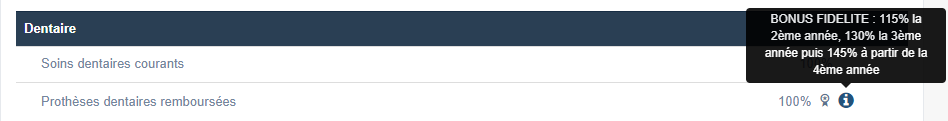 Dentaire
BONUS FIDELITE : 115% la
2ème année, 130% la 3ème
année puis 145% à partir de la
4ème année
Soins dentaires courants
Prothèses dentaires remboursées
100%